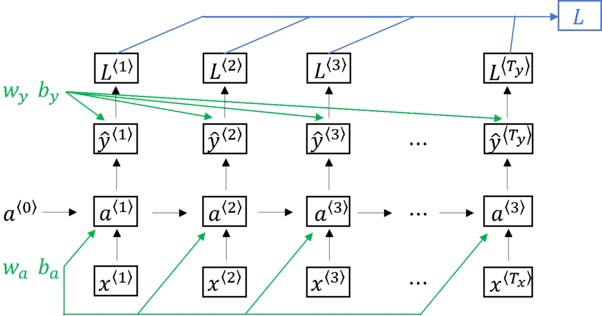 L
L⟨1⟩ L⟨2⟩ L⟨3⟩ L⟨Ty⟩
wy by
ŷ⟨1⟩ ŷ⟨2⟩ ŷ⟨3⟩ ... ŷ⟨Ty⟩
a⟨0⟩ a⟨1⟩ a⟨2⟩ a⟨3⟩ ... a⟨3⟩
wa ba
x⟨1⟩ x⟨2⟩ x⟨3⟩ ... x⟨Tx⟩